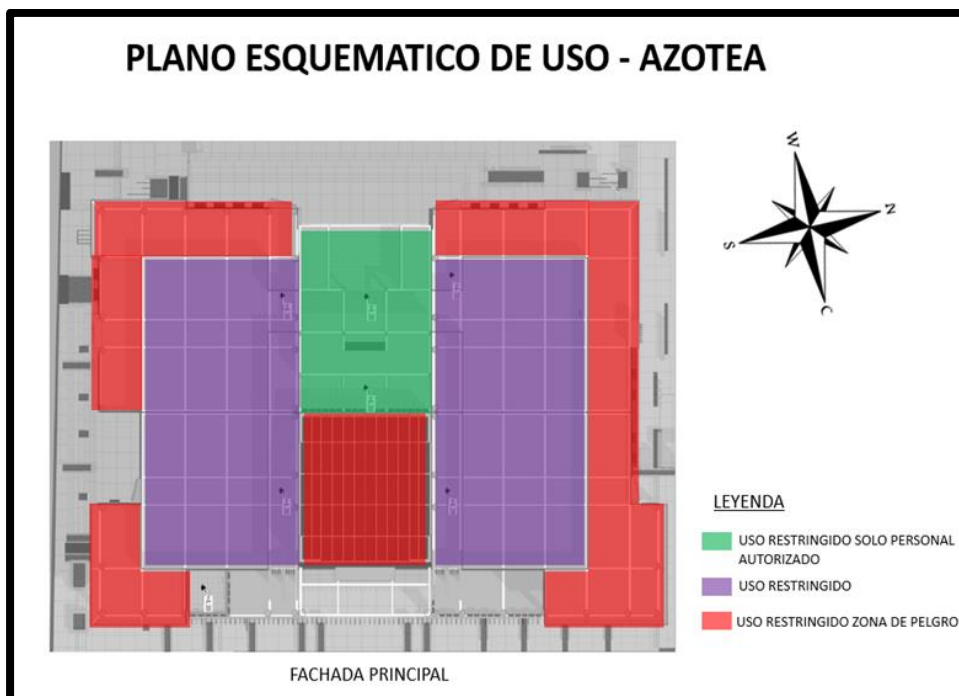 PLANO ESQUEMATICO DE USO - AZOTEA
W
N
S
C
LEYENDA
USO RESTRINGIDO SOLO PERSONAL
AUTORIZADO
USO RESTRINGIDO
USO RESTRINGIDO ZONA DE PELGRO
FACHADA PRINCIPAL